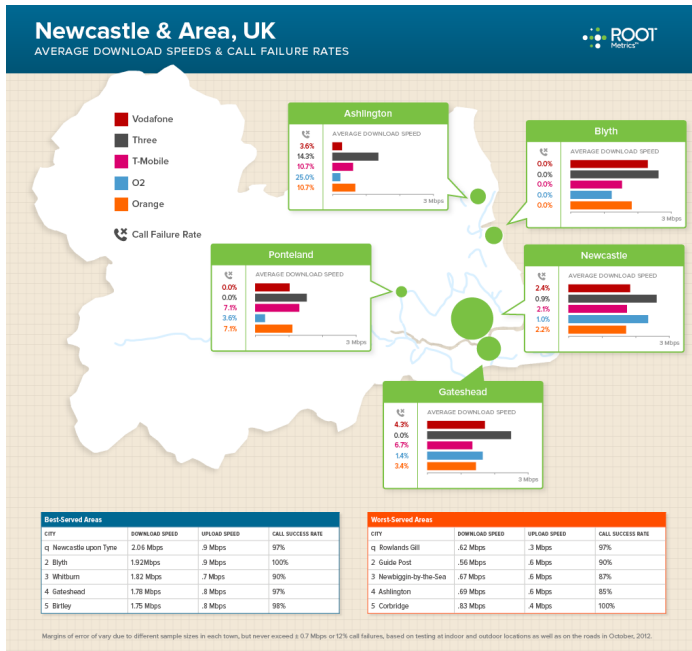 Newcastle & Area, UK
AVERAGE DOWNLOAD SPEEDS & CALL FAILURE RATES
ROOT
Metrics™
Vodafone
Three
T-Mobile
O2
Orange
Call Failure Rate
Ashlington
AVERAGE DOWNLOAD SPEED
3.6%
14.3%
10.7%
25.0%
10.7%
3 Mbps
Blyth
AVERAGE DOWNLOAD SPEED
0.0%
0.0%
0.0%
0.0%
0.0%
3 Mbps
Ponteland
AVERAGE DOWNLOAD SPEED
0.0%
0.0%
7.1%
3.6%
7.1%
3 Mbps
Newcastle
AVERAGE DOWNLOAD SPEED
2.4%
0.9%
2.1%
1.0%
2.2%
3 Mbps
Gateshead
AVERAGE DOWNLOAD SPEED
4.3%
0.0%
6.7%
1.4%
3.4%
3 Mbps
Best-Served Areas
CITY DOWNLOAD SPEED UPLOAD SPEED CALL SUCCESS RATE
q Newcastle upon Tyne 2.06 Mbps .9 Mbps 97%
2 Blyth 1.92Mbps .9 Mbps 100%
3 Whitburn 1.82 Mbps .7 Mbps 90%
4 Gateshead 1.78 Mbps .8 Mbps 97%
5 Birtley 1.75 Mbps .8 Mbps 98%
Worst-Served Areas
CITY DOWNLOAD SPEED UPLOAD SPEED CALL SUCCESS RATE
q Rowlands Gill .62 Mbps .3 Mbps 97%
2 Guide Post .56 Mbps .6 Mbps 90%
3 Newbiggin-by-the-Sea .67 Mbps .6 Mbps 87%
4 Ashlington .69 Mbps .6 Mbps 85%
5 Corbridge .83 Mbps .4 Mbps 100%
Margins of error of vary due to different sample sizes in each town, but never exceed ± 0.7 Mbps or 12% call failures, based on testing at indoor and outdoor locations as well as on the roads in October, 2012.